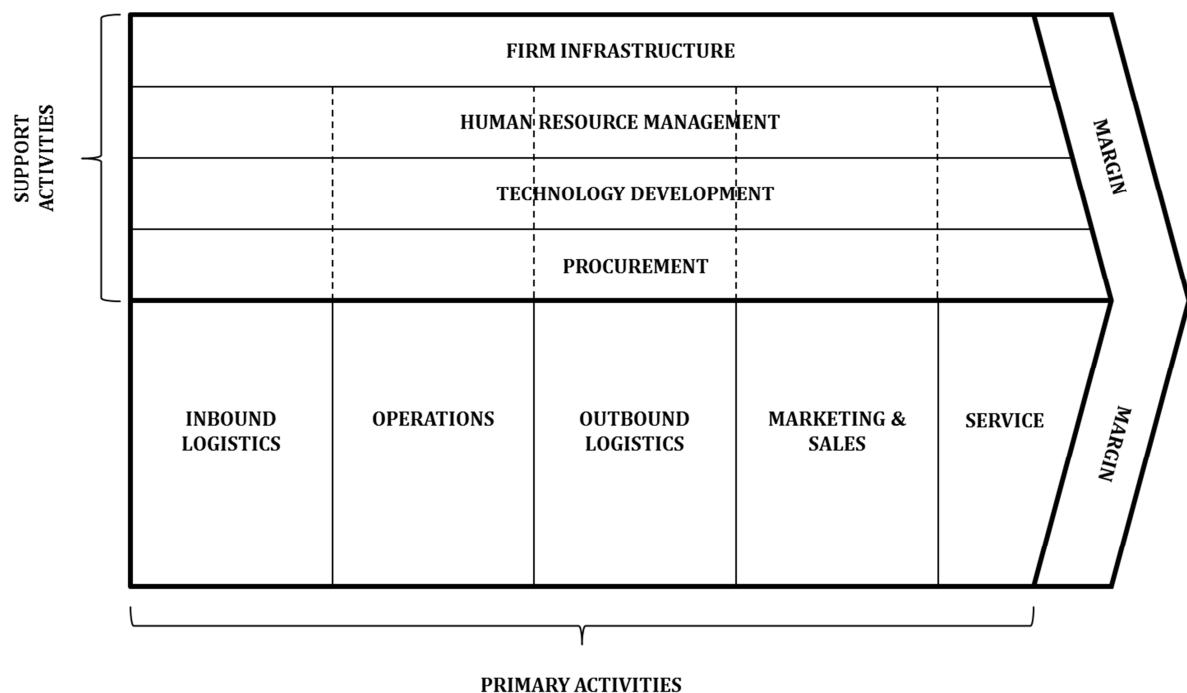 SUPPORT
ACTIVITIES
FIRM INFRASTRUCTURE
HUMAN RESOURCE MANAGEMENT
TECHNOLOGY DEVELOPMENT
PROCUREMENT
MARGIN
INBOUND
LOGISTICS
OPERATIONS
OUTBOUND
LOGISTICS
MARKETING &
SALES
SERVICE
MARGIN
PRIMARY ACTIVITIES